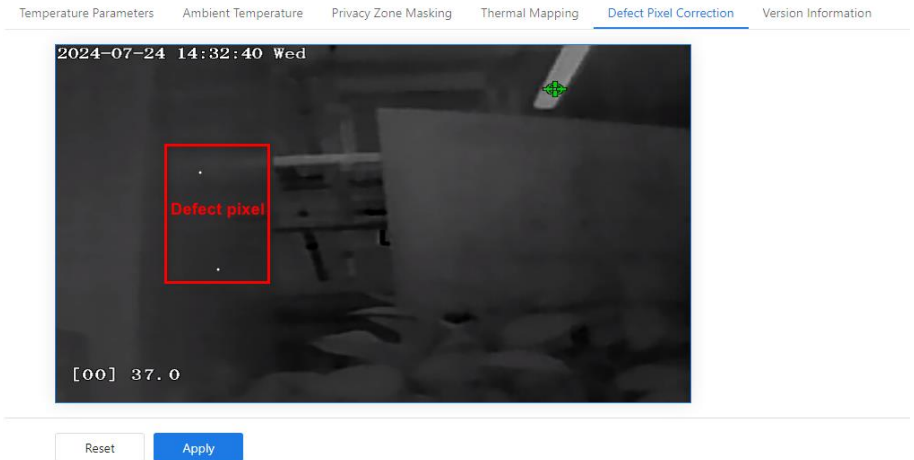 Temperature Parameters Ambient Temperature Privacy Zone Masking Thermal Mapping Defect Pixel Correction Version Information
2024-07-24 14:32:40 Wed
Defect pixel
[00] 37.0
Reset Apply